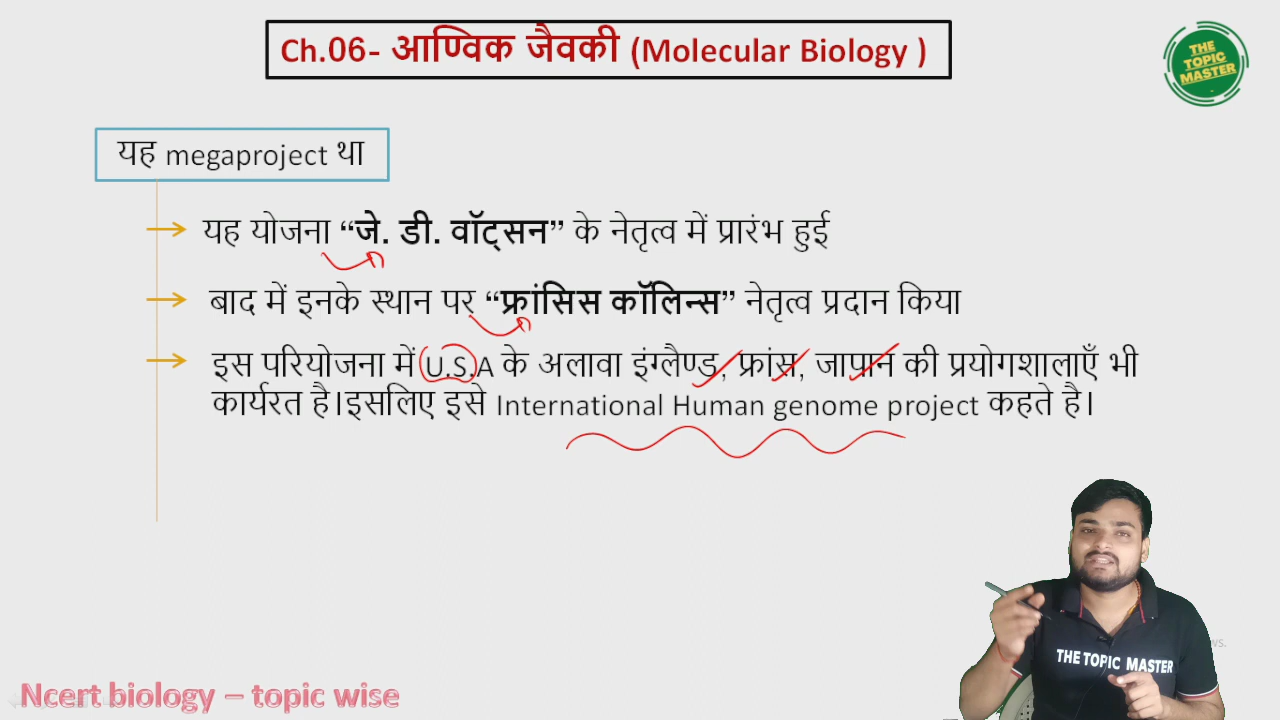 Ch.06- आण्विक जैवकी (Molecular Biology )
THE
TOPIC
MASTER
यह megaproject था
यह योजना “जे. डी. वॉट्सन” के नेतृत्व में प्रारंभ हुई
बाद में इनके स्थान पर “फ्रांसिस कॉलिन्स” नेतृत्व प्रदान किया
इस परियोजना में U.S.A के अलावा इंग्लैण्ड, फ्रांस, जापान की प्रयोगशालाएँ भी
कार्यरत है।इसलिए इसे International Human genome project कहते है।
THE TOPIC MASTER
Ncert biology – topic wise